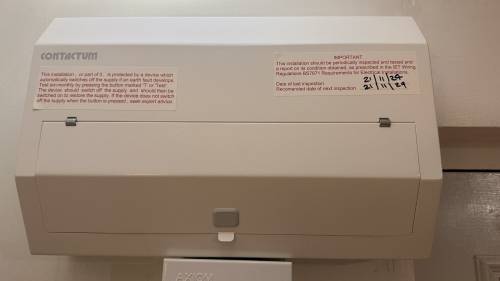 CONTACTUM
This installation , or part of it , is protected by a device which
automatically switches off the supply if an earth fault develops.
Test six-monthly by pressing the button marked "T" or "Test".
The device should switch off the supply, and should then be
switched on to restore the supply. If the device does not switch
off the supply when the button is pressed , seek expert advice.
IMPORTANT
This installation should be periodically inspected and tested and
a report on its condition obtained, as prescribed in the IET Wiring
Regulations BS7671 Requirements for Electrical Installations.
Date of last inspection 21/11/24
Recomended date of next inspection 21/11/29
AXIOM